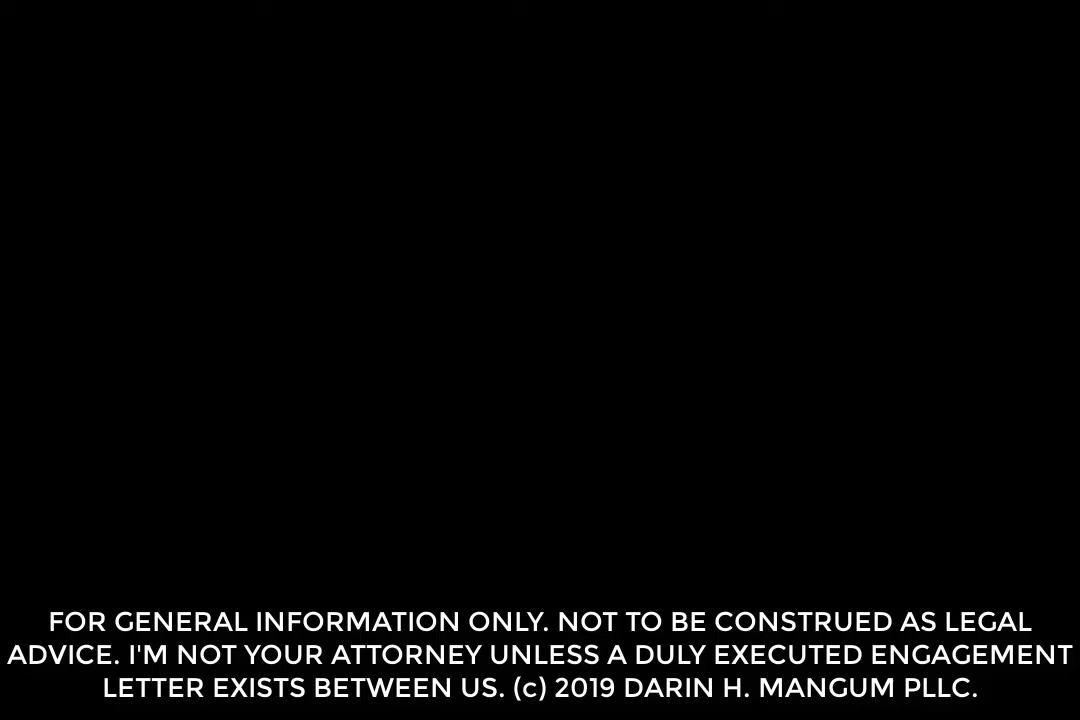 FOR GENERAL INFORMATION ONLY. NOT TO BE CONSTRUED AS LEGAL
ADVICE. I'M NOT YOUR ATTORNEY UNLESS A DULY EXECUTED ENGAGEMENT
LETTER EXISTS BETWEEN US. (c) 2019 DARIN H. MANGUM PLLC.